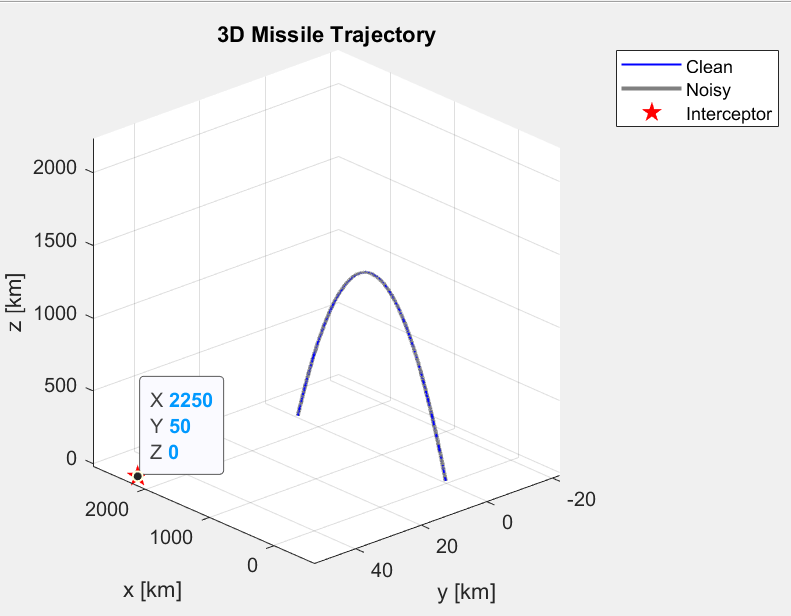 3D Missile Trajectory
Clean
Noisy
Interceptor
2000
1500
1000
500
0
z [km]
X 2250
Y 50
Z 0
2000
1000
0
x [km]
40
20
0
-20
y [km]